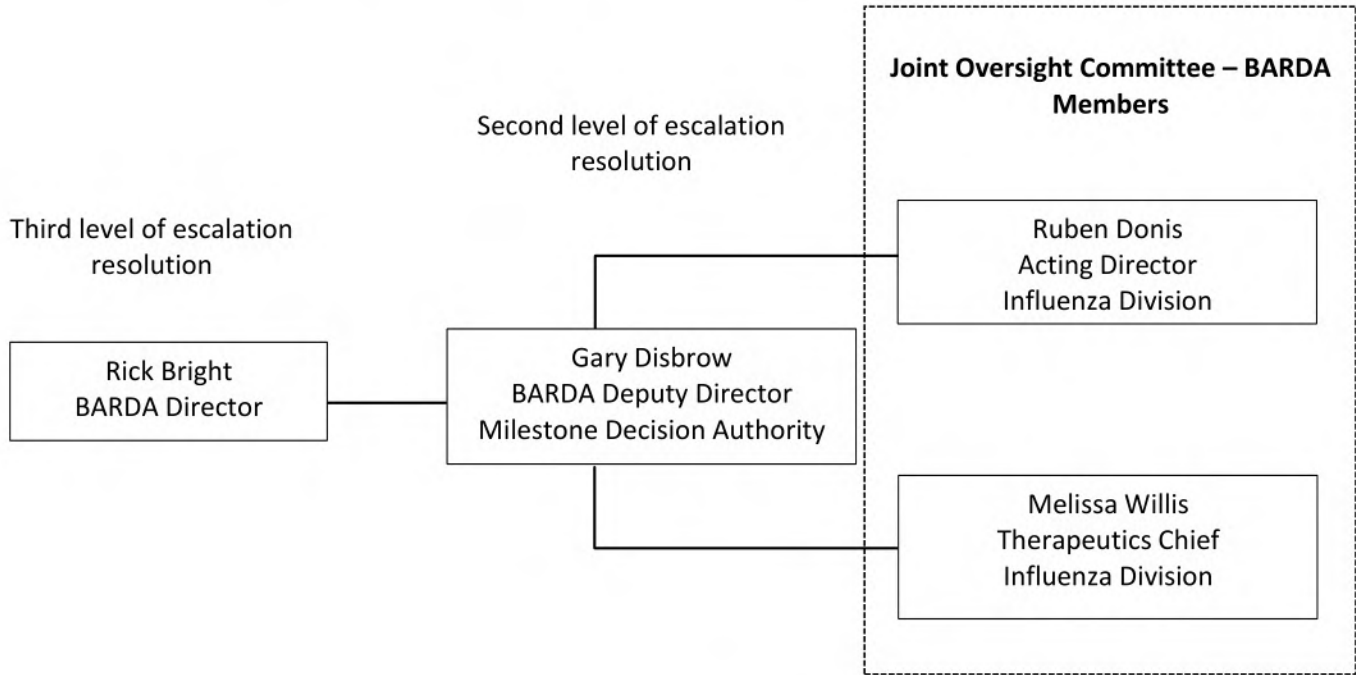 Joint Oversight Committee – BARDA
Members
Second level of escalation
resolution
Third level of escalation
resolution
Ruben Donis
Acting Director
Influenza Division
Rick Bright
BARDA Director
Gary Disbrow
BARDA Deputy Director
Milestone Decision Authority
Melissa Willis
Therapeutics Chief
Influenza Division